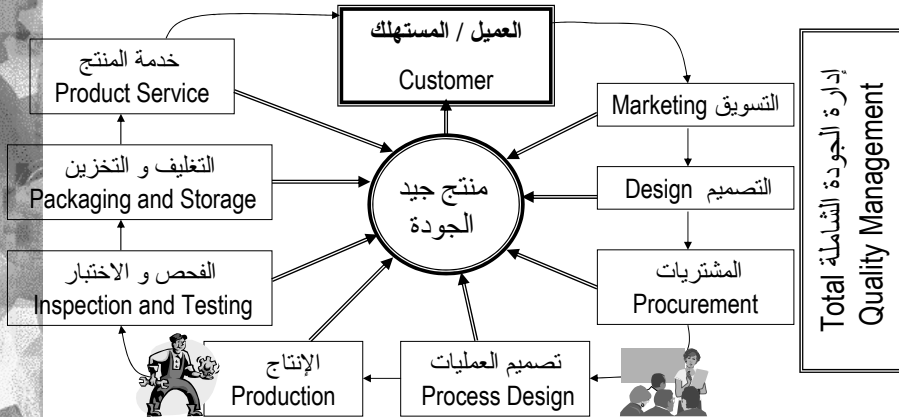 العميل / المستهلك
Customer
خدمة المنتج
Product Service
التسويق Marketing
التغليف و التخزين
Packaging and Storage
منتج جيد
الجودة
التصميم Design
الفحص و الاختبار
Inspection and Testing
المشتريات
Procurement
الإنتاج
Production
تصميم العمليات
Process Design
إدارة الجودة الشاملة Total
Quality Management